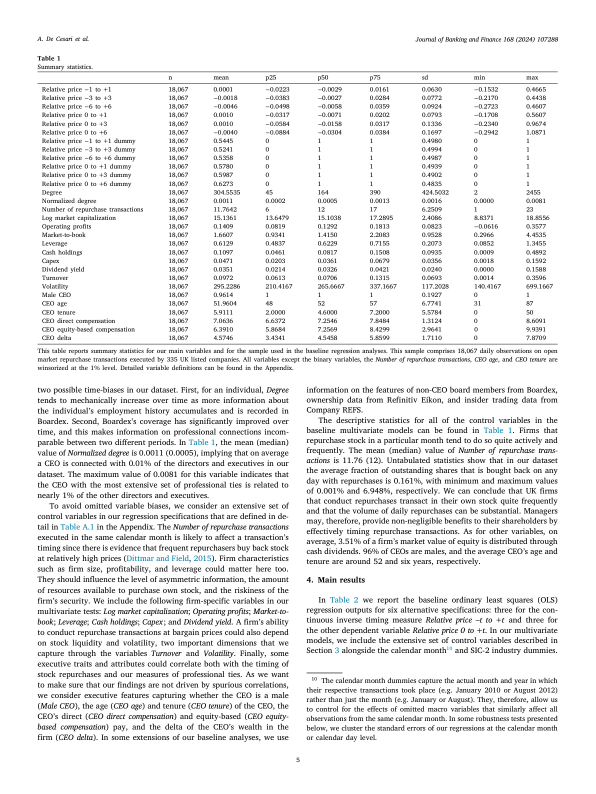 A. De Cesari et al.
Journal of Banking and Finance 168 (2024) 107288
Table 1
Summary statistics.
n mean p25 p50 p75 sd min max
Relative price −1 to +1 18,067 0.0001 −0.0223 −0.0029 0.0161 0.0630 −0.1532 0.4665
Relative price −3 to +3 18,067 −0.0018 −0.0383 −0.0027 0.0284 0.0772 −0.2170 0.4438
Relative price −6 to +6 18,067 −0.0046 −0.0498 −0.0058 0.0359 0.0924 −0.2723 0.4607
Relative price 0 to +1 18,067 0.0010 −0.0317 −0.0071 0.0202 0.0793 −0.1708 0.5607
Relative price 0 to +3 18,067 0.0010 −0.0584 −0.0158 0.0317 0.1336 −0.2340 0.9674
Relative price 0 to +6 18,067 −0.0040 −0.0884 −0.0304 0.0384 0.1697 −0.2942 1.0871
Relative price −1 to +1 dummy 18,067 0.5445 0 1 1 0.4980 0 1
Relative price −3 to +3 dummy 18,067 0.5241 0 1 1 0.4994 0 1
Relative price −6 to +6 dummy 18,067 0.5358 0 1 1 0.4987 0 1
Relative price 0 to +1 dummy 18,067 0.5780 0 1 1 0.4939 0 1
Relative price 0 to +3 dummy 18,067 0.5987 0 1 1 0.4902 0 1
Relative price 0 to +6 dummy 18,067 0.6273 0 1 1 0.4835 0 1
Degree 18,067 304.5535 45 164 390 424.5032 2 2455
Normalized degree 18,067 0.0011 0.0002 0.0005 0.0013 0.0016 0.0000 0.0081
Number of repurchase transactions 18,067 11.7642 6 12 17 6.2509 1 23
Log market capitalization 18,067 15.1361 13.6479 15.1038 17.2895 2.4086 8.8371 18.8556
Operating profits 18,067 0.1409 0.0819 0.1292 0.1813 0.0823 −0.0616 0.3577
Market-to-book 18,067 1.6607 0.9341 1.4150 2.2083 0.9528 0.2966 4.4535
Leverage 18,067 0.6129 0.4837 0.6229 0.7155 0.2073 0.0852 1.3455
Cash holdings 18,067 0.1097 0.0461 0.0817 0.1508 0.0935 0.0009 0.4892
Capex 18,067 0.0471 0.0203 0.0361 0.0679 0.0356 0.0018 0.1592
Dividend yield 18,067 0.0351 0.0214 0.0326 0.0421 0.0240 0.0000 0.1588
Turnover 18,067 0.0972 0.0613 0.0706 0.1315 0.0693 0.0014 0.3596
Volatility 18,067 295.2286 210.4167 265.6667 337.1667 117.2028 140.4167 699.1667
Male CEO 18,067 0.9614 1 1 1 0.1927 0 1
CEO age 18,067 51.9604 48 52 57 6.7741 31 87
CEO tenure 18,067 5.9111 2.0000 4.6000 7.2000 5.5784 0 50
CEO direct compensation 18,067 7.0636 6.6372 7.2546 7.8484 1.3124 0 8.6091
CEO equity-based compensation 18,067 6.3910 5.8684 7.2569 8.4299 2.9641 0 9.9391
CEO delta 18,067 4.5746 3.4341 4.5458 5.8599 1.7110 0 7.8709
This table reports summary statistics for our main variables and for the sample used in the baseline regression analyses. This sample comprises 18,067 daily observations on open
market repurchase transactions executed by 335 UK listed companies. All variables except the binary variables, the Number of repurchase transactions, CEO age, and CEO tenure are
winsorized at the 1% level. Detailed variable definitions can be found in the Appendix.
two possible time-biases in our dataset. First, for an individual, Degree
tends to mechanically increase over time as more information about
the individual's employment history accumulates and is recorded in
Boardex. Second, Boardex's coverage has significantly improved over
time, and this makes information on professional connections incom-
parable between two different periods. In Table 1, the mean (median)
value of Normalized degree is 0.0011 (0.0005), implying that on average
a CEO is connected with 0.01% of the directors and executives in our
dataset. The maximum value of 0.0081 for this variable indicates that
the CEO with the most extensive set of professional ties is related to
nearly 1% of the other directors and executives.
To avoid omitted variable biases, we consider an extensive set of
control variables in our regression specifications that are defined in de-
tail in Table A.1 in the Appendix. The Number of repurchase transactions
executed in the same calendar month is likely to affect a transaction's
timing since there is evidence that frequent repurchasers buy back stock
at relatively high prices (Dittmar and Field, 2015). Firm characteristics
such as firm size, profitability, and leverage could matter here too.
They should influence the level of asymmetric information, the amount
of resources available to purchase own stock, and the riskiness of the
firm's security. We include the following firm-specific variables in our
multivariate tests: Log market capitalization; Operating profits; Market-to-
book; Leverage; Cash holdings; Capex; and Dividend yield. A firm's ability
to conduct repurchase transactions at bargain prices could also depend
on stock liquidity and volatility, two important dimensions that we
capture through the variables Turnover and Volatility. Finally, some
executive traits and attributes could correlate both with the timing of
stock repurchases and our measures of professional ties. As we want
to make sure that our findings are not driven by spurious correlations,
we consider executive features capturing whether the CEO is a male
(Male CEO), the age (CEO age) and tenure (CEO tenure) of the CEO, the
CEO's direct (CEO direct compensation) and equity-based (CEO equity-
based compensation) pay, and the delta of the CEO's wealth in the
firm (CEO delta). In some extensions of our baseline analyses, we use
information on the features of non-CEO board members from Boardex,
ownership data from Refinitiv Eikon, and insider trading data from
Company REFS.
The descriptive statistics for all of the control variables in the
baseline multivariate models can be found in Table 1. Firms that
repurchase stock in a particular month tend to do so quite actively and
frequently. The mean (median) value of Number of repurchase trans-
actions is 11.76 (12). Untabulated statistics show that in our dataset
the average fraction of outstanding shares that is bought back on any
day with repurchases is 0.161%, with minimum and maximum values
of 0.001% and 6.948%, respectively. We can conclude that UK firms
that conduct repurchases transact in their own stock quite frequently
and that the volume of daily repurchases can be substantial. Managers
may, therefore, provide non-negligible benefits to their shareholders by
effectively timing repurchase transactions. As for other variables, on
average, 3.51% of a firm's market value of equity is distributed through
cash dividends. 96% of CEOs are males, and the average CEO's age and
tenure are around 52 and six years, respectively.
4. Main results
In Table 2 we report the baseline ordinary least squares (OLS)
regression outputs for six alternative specifications: three for the con-
tinuous inverse timing measure Relative price −t to +t and three for
the other dependent variable Relative price 0 to +t. In our multivariate
models, we include the extensive set of control variables described in
Section 3 alongside the calendar month10 and SIC-2 industry dummies.
10 The calendar month dummies capture the actual month and year in which
their respective transactions took place (e.g. January 2010 or August 2012)
rather than just the month (e.g. January or August). They, therefore, allow us
to control for the effects of omitted macro variables that similarly affect all
observations from the same calendar month. In some robustness tests presented
below, we cluster the standard errors of our regressions at the calendar month
or calendar day level.
5